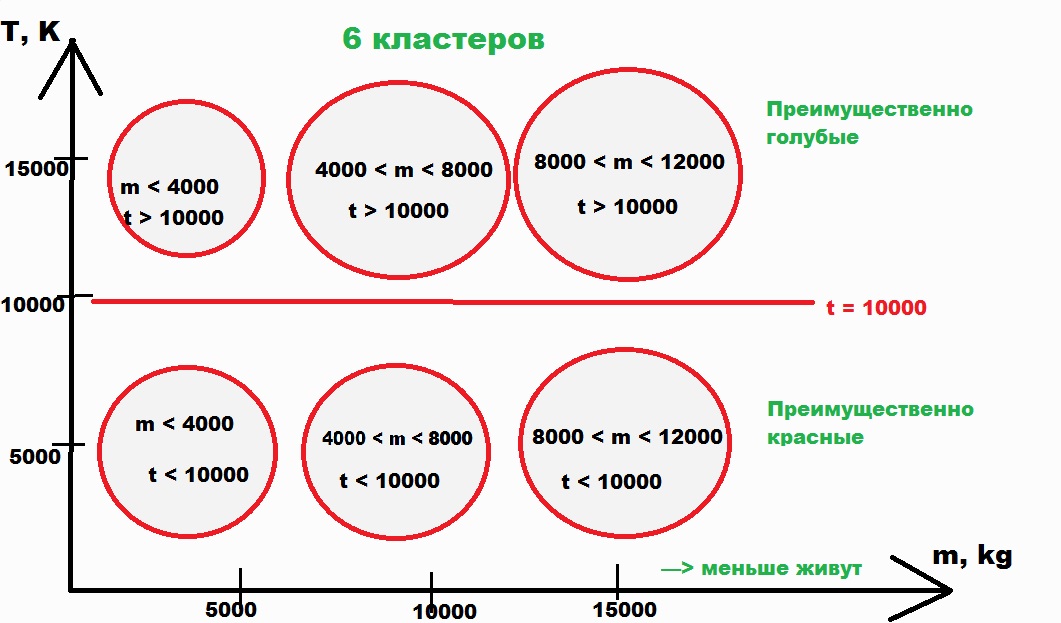 T, K
6 кластеров
Преимущественно
голубые
15000
m < 4000
t > 10000
4000 < m < 8000
t > 10000
8000 < m < 12000
t > 10000
10000
t = 10000
Преимущественно
красные
5000
m < 4000
t < 10000
4000 < m < 8000
t < 10000
8000 < m < 12000
t < 10000
—> меньше живут
m, kg
5000
10000
15000